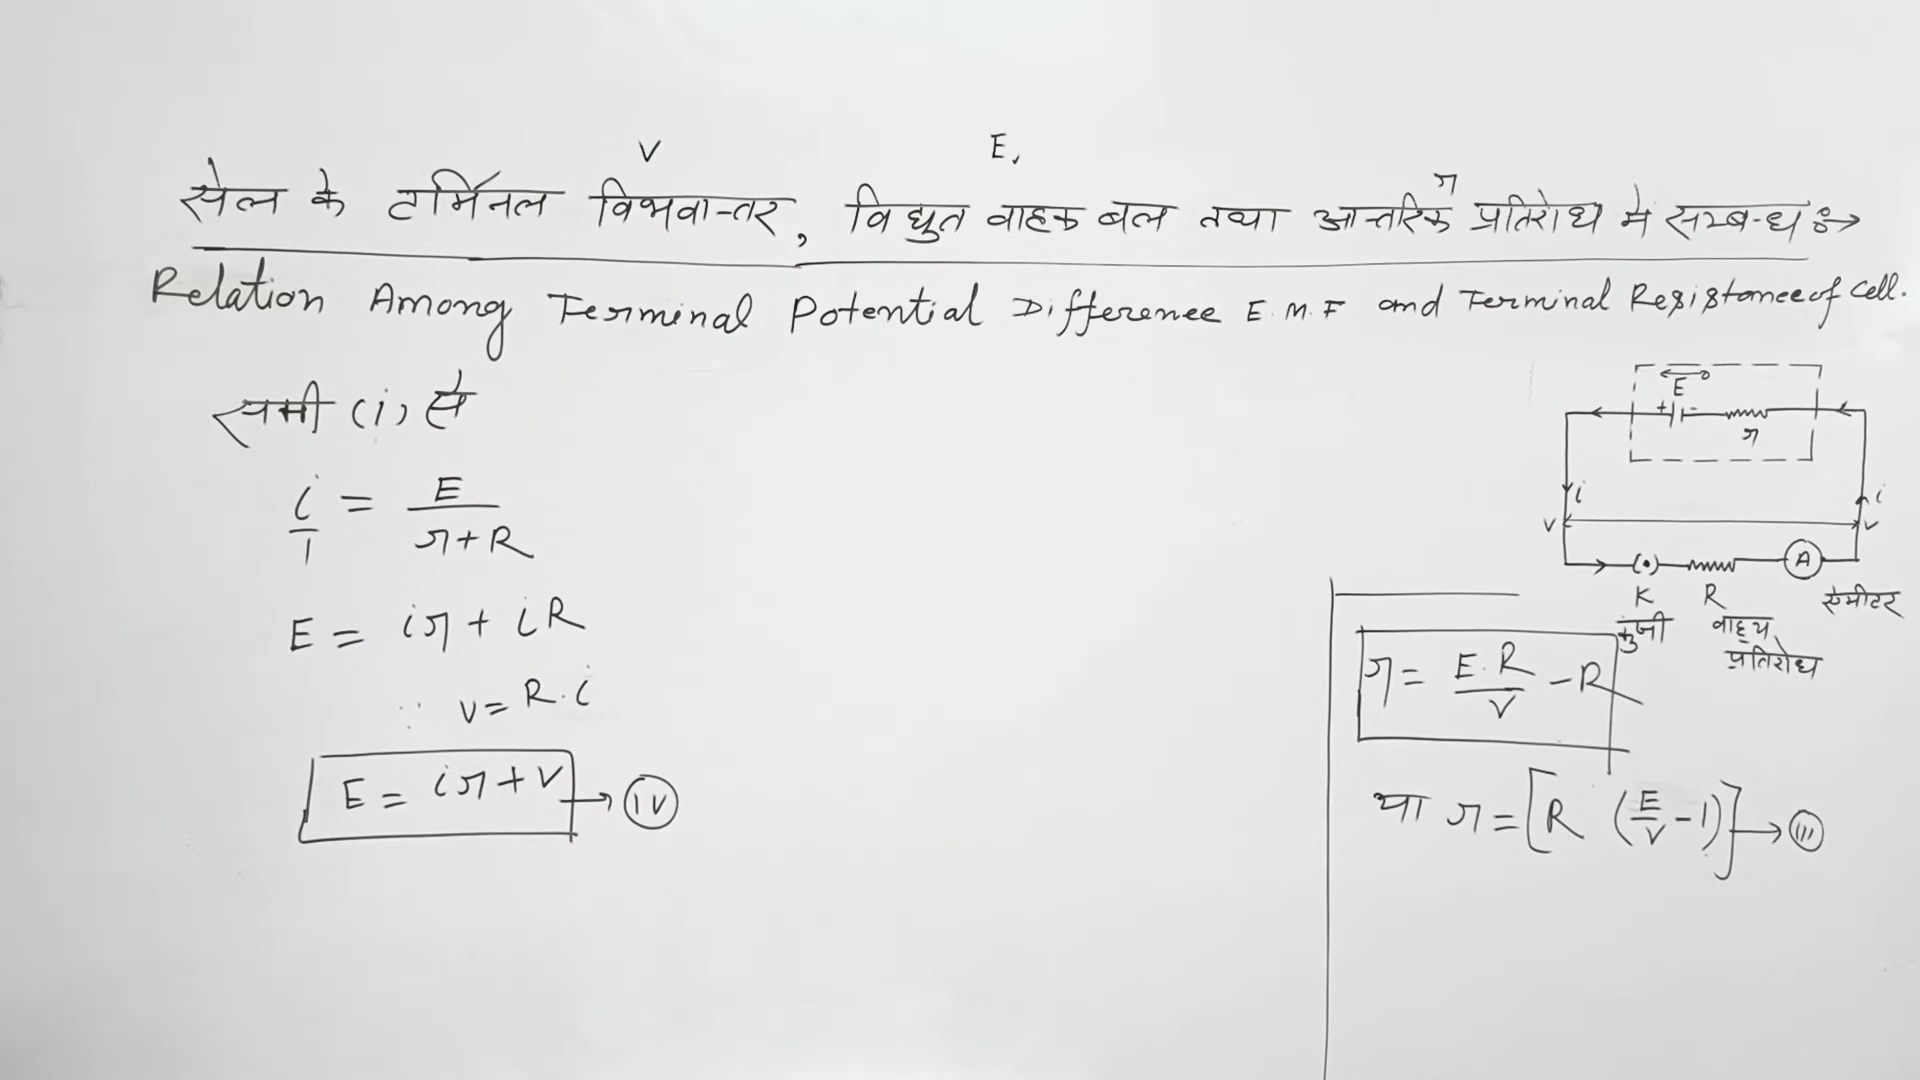 V E,
सेल के टर्मिनल विभवान्तर, विद्युत वाहक बल तथा आन्तरिक r प्रतिरोध में सम्बन्ध :→
Relation Among Terminal Potential Difference E.M.F and Terminal Resistance of Cell.
समी (i) से
i/1 = E/(r+R)
E = ir + iR
∵ V = R.i
E = ir + V → (IV)
E
+ -
r
i i
V V
(•) A
K R एमीटर
कुंजी वाह्य
प्रतिरोध
r = E.R/V - R
या r = [R (E/V - 1)] → (III)